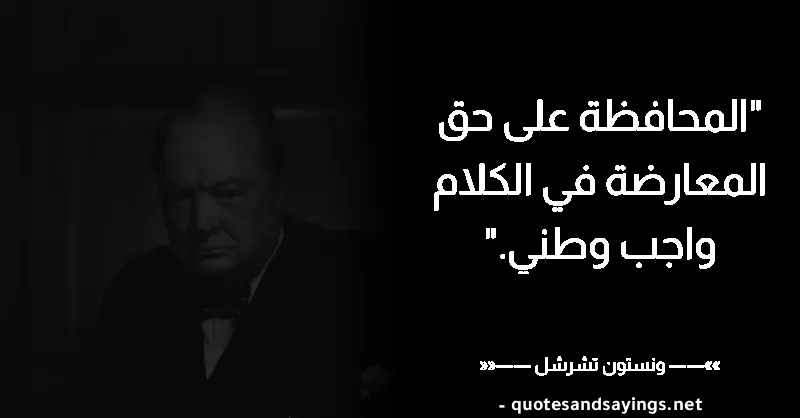 "المحافظة على حق
المعارضة في الكلام
واجب وطني."
»—— ونستون تشرشل ——«
- quotesandsayings.net